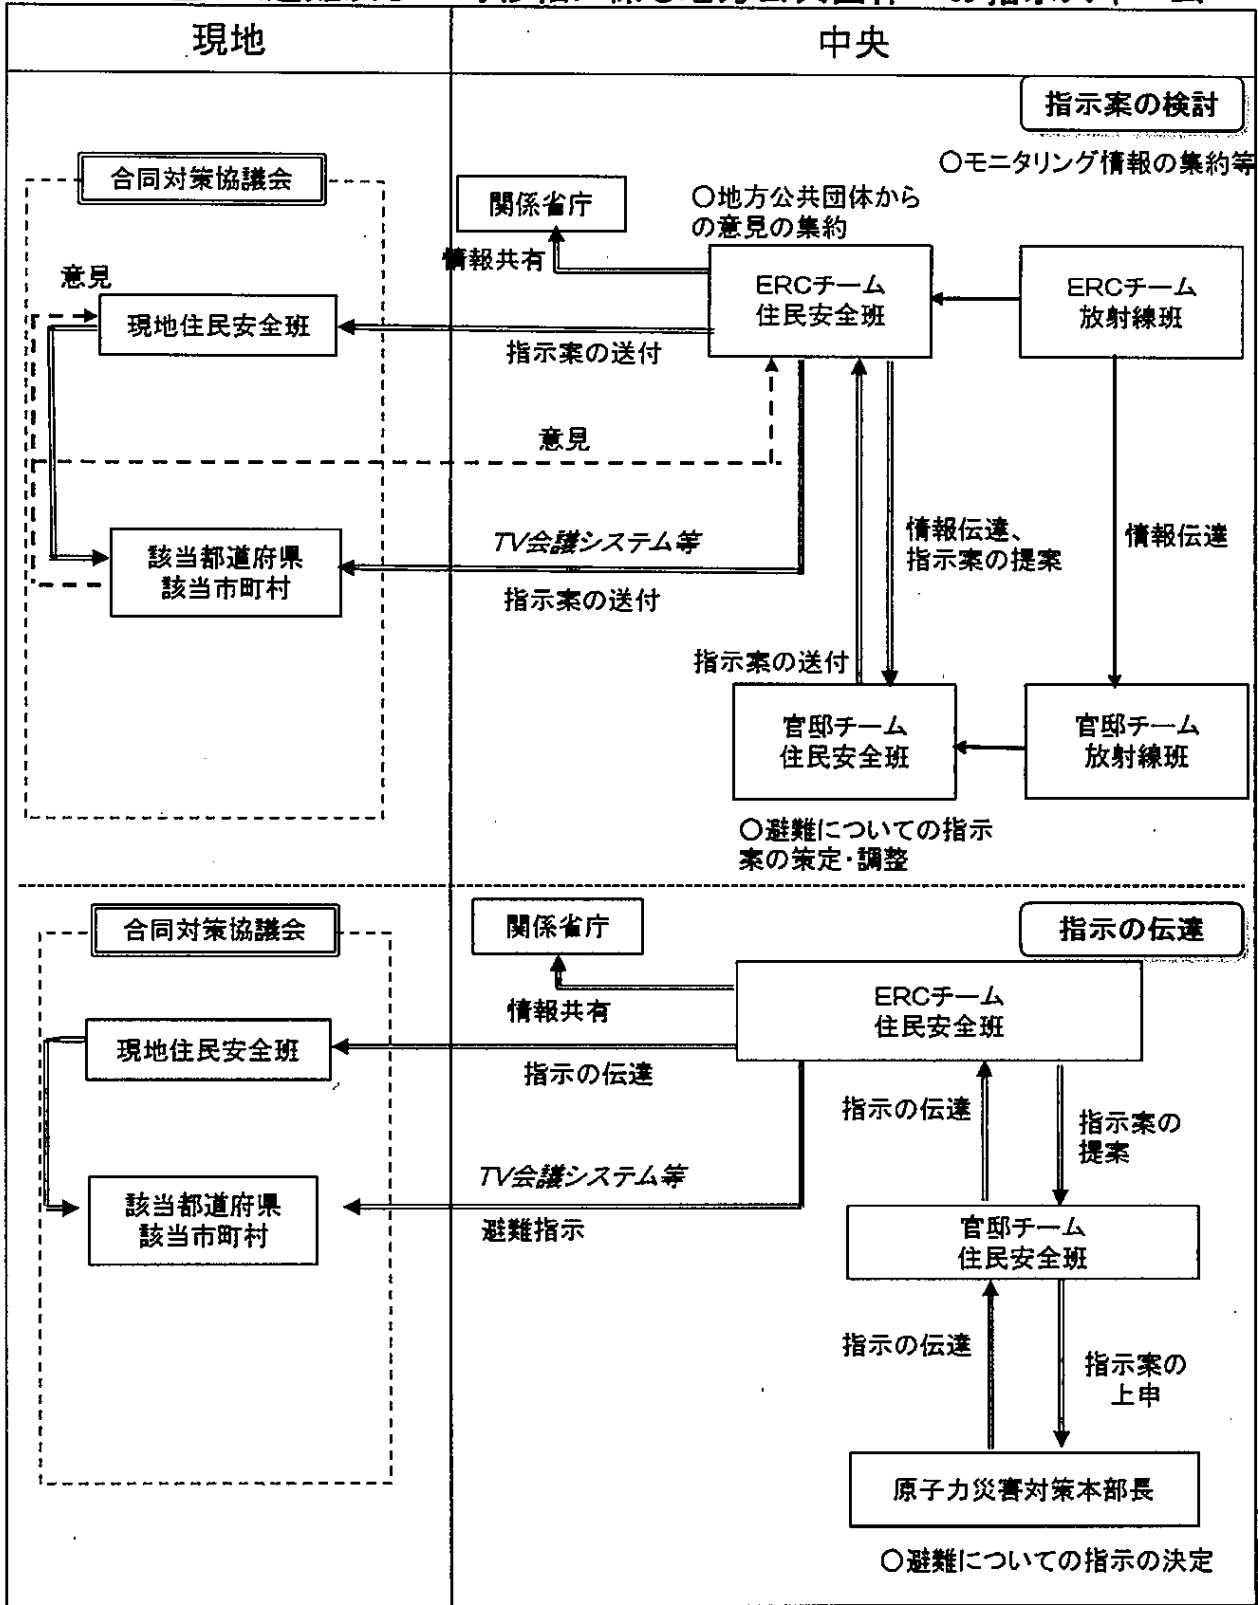 現地
中央
指示案の検討
〇モニタリング情報の集約等
合同対策協議会
関係省庁
〇地方公共団体から
の意見の集約
情報共有
意見
現地住民安全班
ERCチーム
住民安全班
ERCチーム
放射線班
指示案の送付
意見
TV会議システム等
該当都道府県
該当市町村
指示案の送付
情報伝達、
指示案の提案
情報伝達
指示案の送付
官邸チーム
住民安全班
官邸チーム
放射線班
〇避難についての指示
案の策定・調整
合同対策協議会
関係省庁
指示の伝達
情報共有
ERCチーム
住民安全班
現地住民安全班
指示の伝達
指示の伝達
指示案の
提案
TV会議システム等
該当都道府県
該当市町村
避難指示
官邸チーム
住民安全班
指示の伝達
指示案の
上申
原子力災害対策本部長
〇避難についての指示の決定